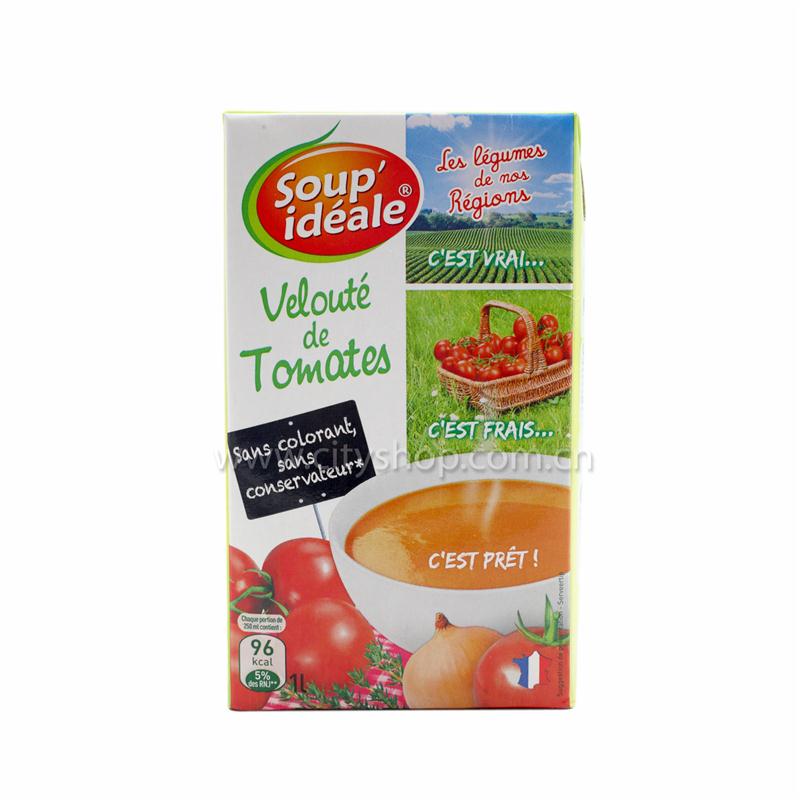 Soup'
idéale®
Velouté
de
Tomates
Les légumes
de nos
Régions
C'EST VRAI...
C'EST FRAIS...
Sans colorant,
sans
conservateur*
www.cityshop.com.cn
C'EST PRÊT !
Chaque portion de
250 ml contient :
96
kcal
5%
des RNJ**
1L